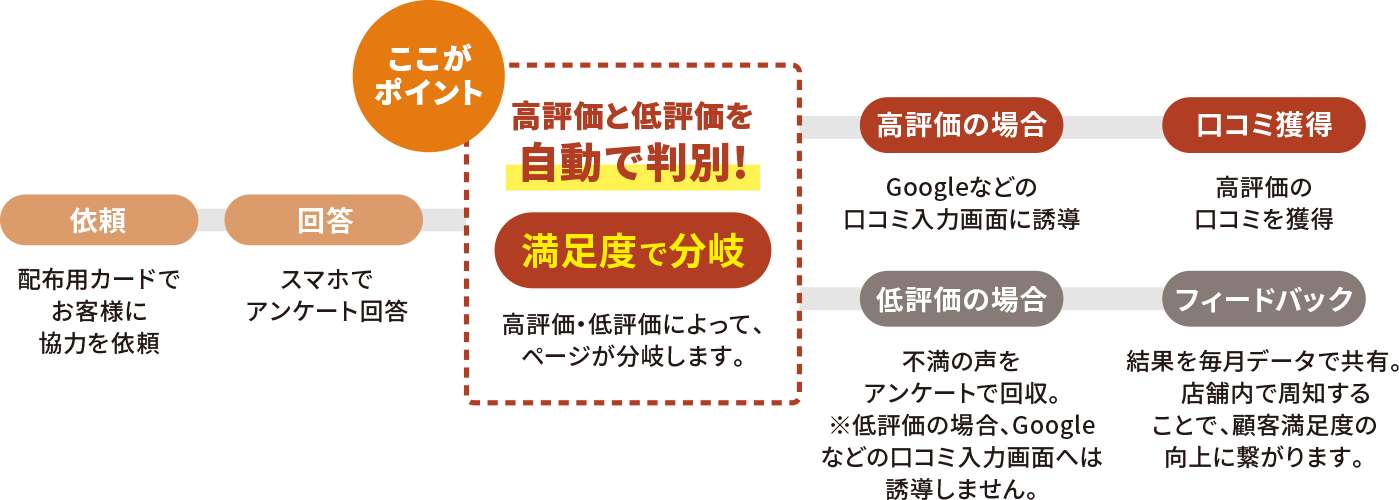 ここが
ポイント
依頼
配布用カードで
お客様に
協力を依頼
回答
スマホで
アンケート回答
高評価と低評価を
自動で判別!
満足度で分岐
高評価・低評価によって、
ページが分岐します。
高評価の場合
Googleなどの
口コミ入力画面に誘導
口コミ獲得
高評価の
口コミを獲得
低評価の場合
不満の声を
アンケートで回収。
※低評価の場合、Google
などの口コミ入力画面へは
誘導しません。
フィードバック
結果を毎月データで共有。
店舗内で周知する
ことで、顧客満足度の
向上に繋がります。